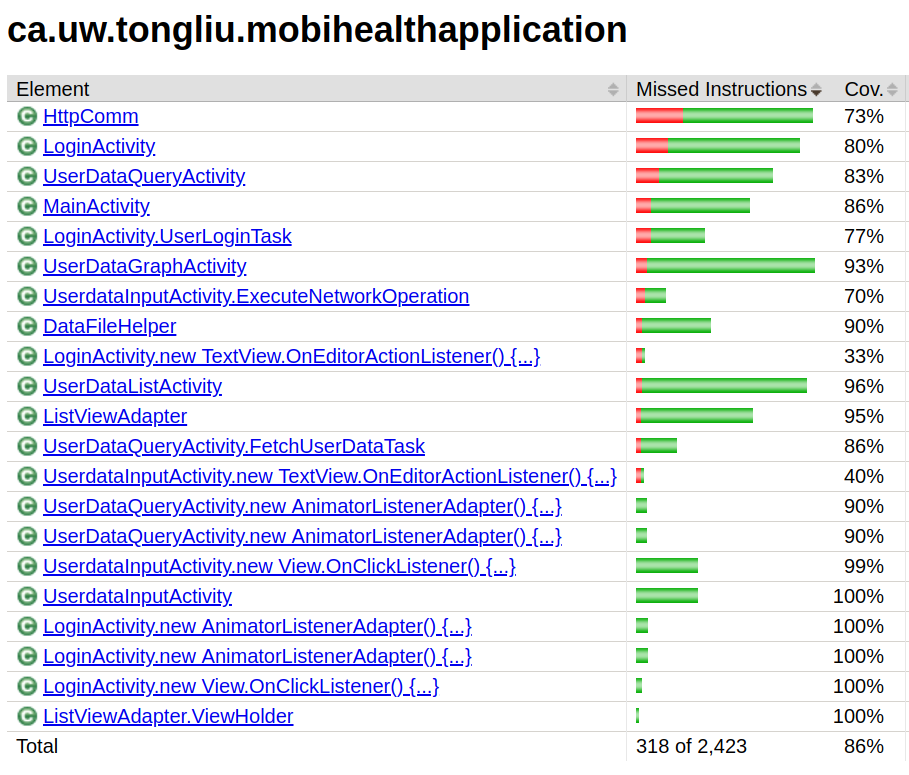 ca.uw.tongliu.mobihealthapplication
Element Missed Instructions Cov.
C HttpComm 73%
C LoginActivity 80%
C UserDataQueryActivity 83%
C MainActivity 86%
C LoginActivity.UserLoginTask 77%
C UserDataGraphActivity 93%
C UserdataInputActivity.ExecuteNetworkOperation 70%
C DataFileHelper 90%
C LoginActivity.new TextView.OnEditorActionListener() {...} 33%
C UserDataListActivity 96%
C ListViewAdapter 95%
C UserDataQueryActivity.FetchUserDataTask 86%
C UserdataInputActivity.new TextView.OnEditorActionListener() {...} 40%
C UserDataQueryActivity.new AnimatorListenerAdapter() {...} 90%
C UserDataQueryActivity.new AnimatorListenerAdapter() {...} 90%
C UserdataInputActivity.new View.OnClickListener() {...} 99%
C UserdataInputActivity 100%
C LoginActivity.new AnimatorListenerAdapter() {...} 100%
C LoginActivity.new AnimatorListenerAdapter() {...} 100%
C LoginActivity.new View.OnClickListener() {...} 100%
C ListViewAdapter.ViewHolder 100%
Total 318 of 2,423 86%